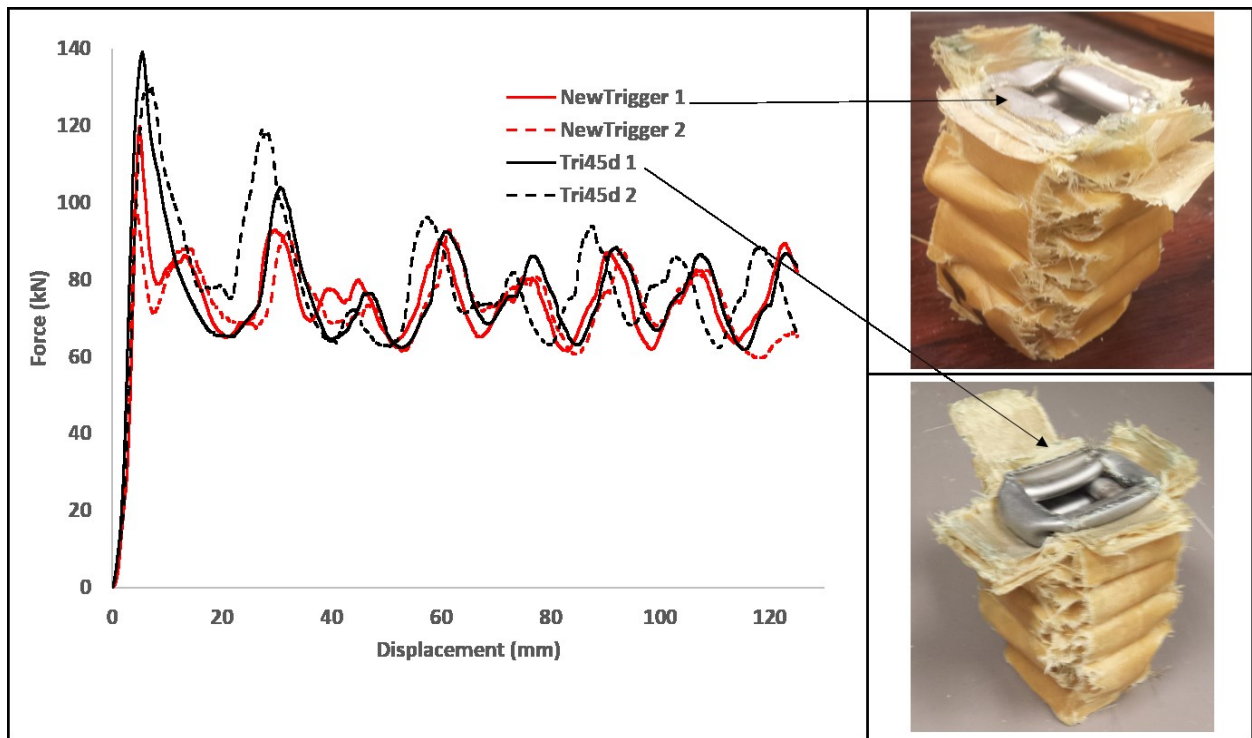 140
120
100
80
60
40
20
0
Force (kN)
0 20 40 60 80 100 120
Displacement (mm)
NewTrigger 1
NewTrigger 2
Tri45d 1
Tri45d 2